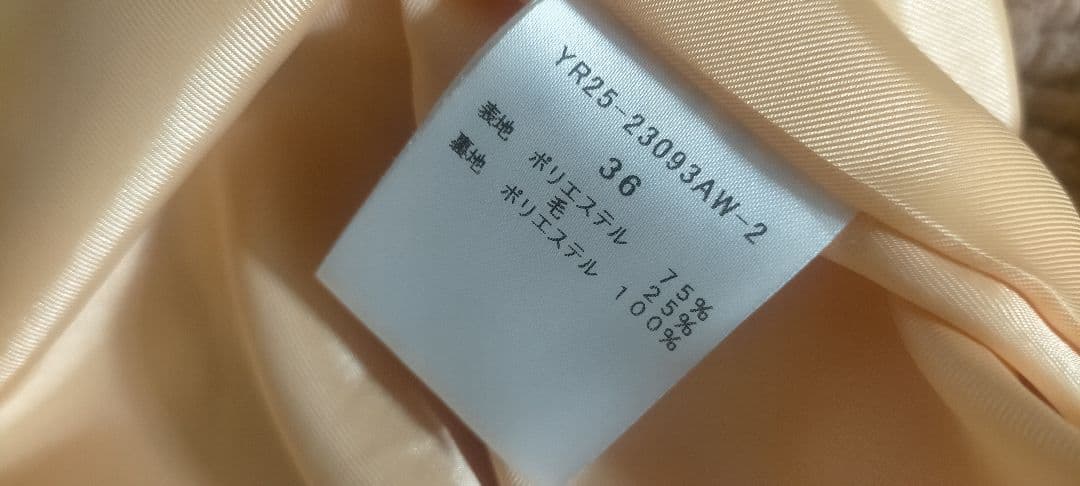 YR25-23093AW-2
36
表地 ポリエステル 75%
毛 25%
裏地 ポリエステル 100%